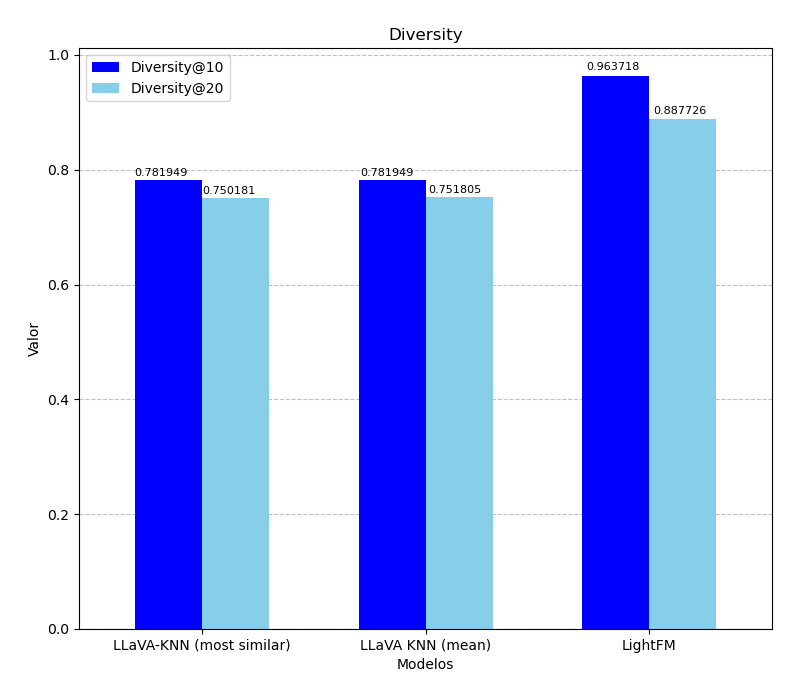 Diversity
Diversity@10
Diversity@20
1.0
0.8
0.6
0.4
0.2
0.0
Valor
0.781949
0.750181
0.781949
0.751805
0.963718
0.887726
LLaVA-KNN (most similar)
LLaVA KNN (mean)
LightFM
Modelos